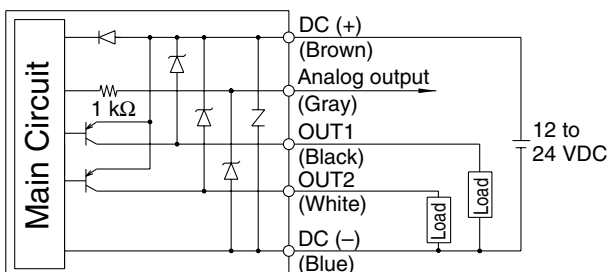 Main Circuit
1 kΩ
DC (+)
(Brown)
Analog output
(Gray)
OUT1
(Black)
OUT2
(White)
DC (–)
(Blue)
Load
Load
12 to
24 VDC